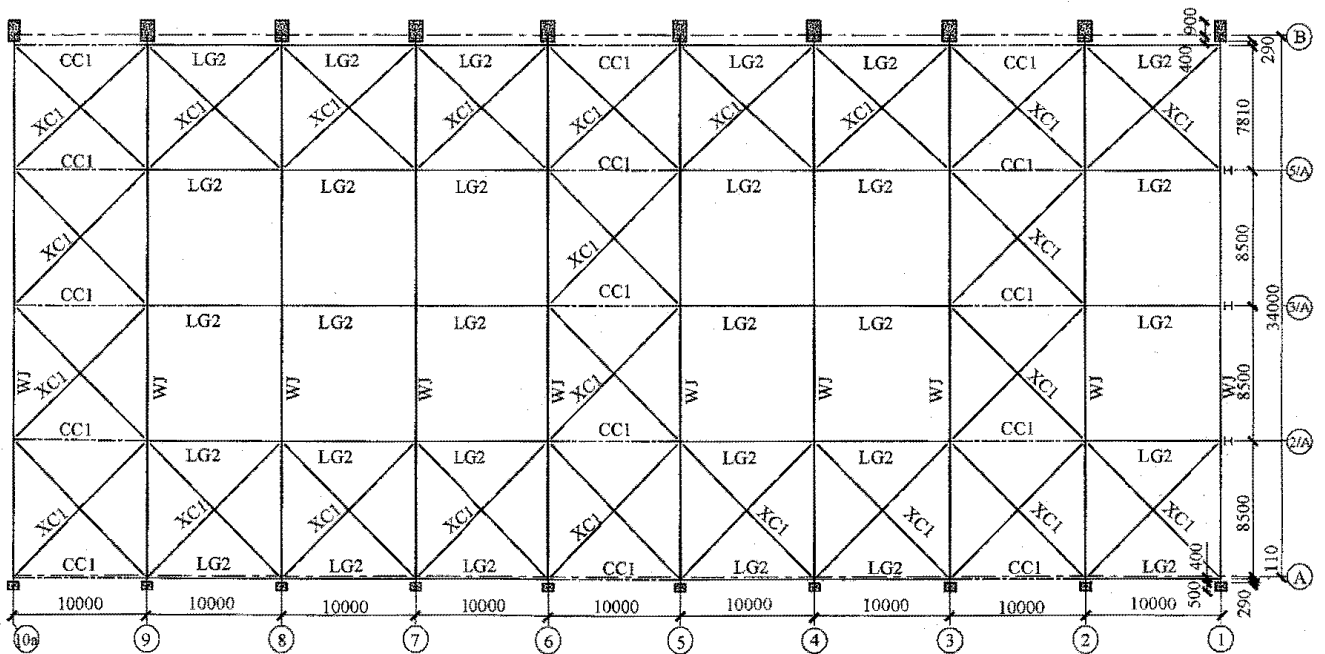 CC1 LG2 LG2 LG2 CC1 LG2 LG2 CC1 LG2
900
400
290
B
XC1 XC1 XC1 XC1 XC1 XC1 XC1 XC1 XC1
7810
CC1 CC1 CC1
5/A
LG2 LG2 LG2 LG2 LG2 LG2
XC1 XC1 XC1
8500
CC1 CC1 CC1
34000
3/A
LG2 LG2 LG2 LG2 LG2 LG2
WJ XC1 WJ WJ WJ WJ XC1 WJ WJ XC1 WJ WJ
8500
CC1 CC1 CC1
2/A
LG2 LG2 LG2 LG2 LG2 LG2
XC1 XC1 XC1 XC1 XC1 XC1 XC1 XC1 XC1
8500
CC1 LG2 LG2 LG2 CC1 LG2 LG2 CC1 LG2
400
110
A
500
290
10000 10000 10000 10000 10000 10000 10000 10000 10000
10a 9 8 7 6 5 4 3 2 1